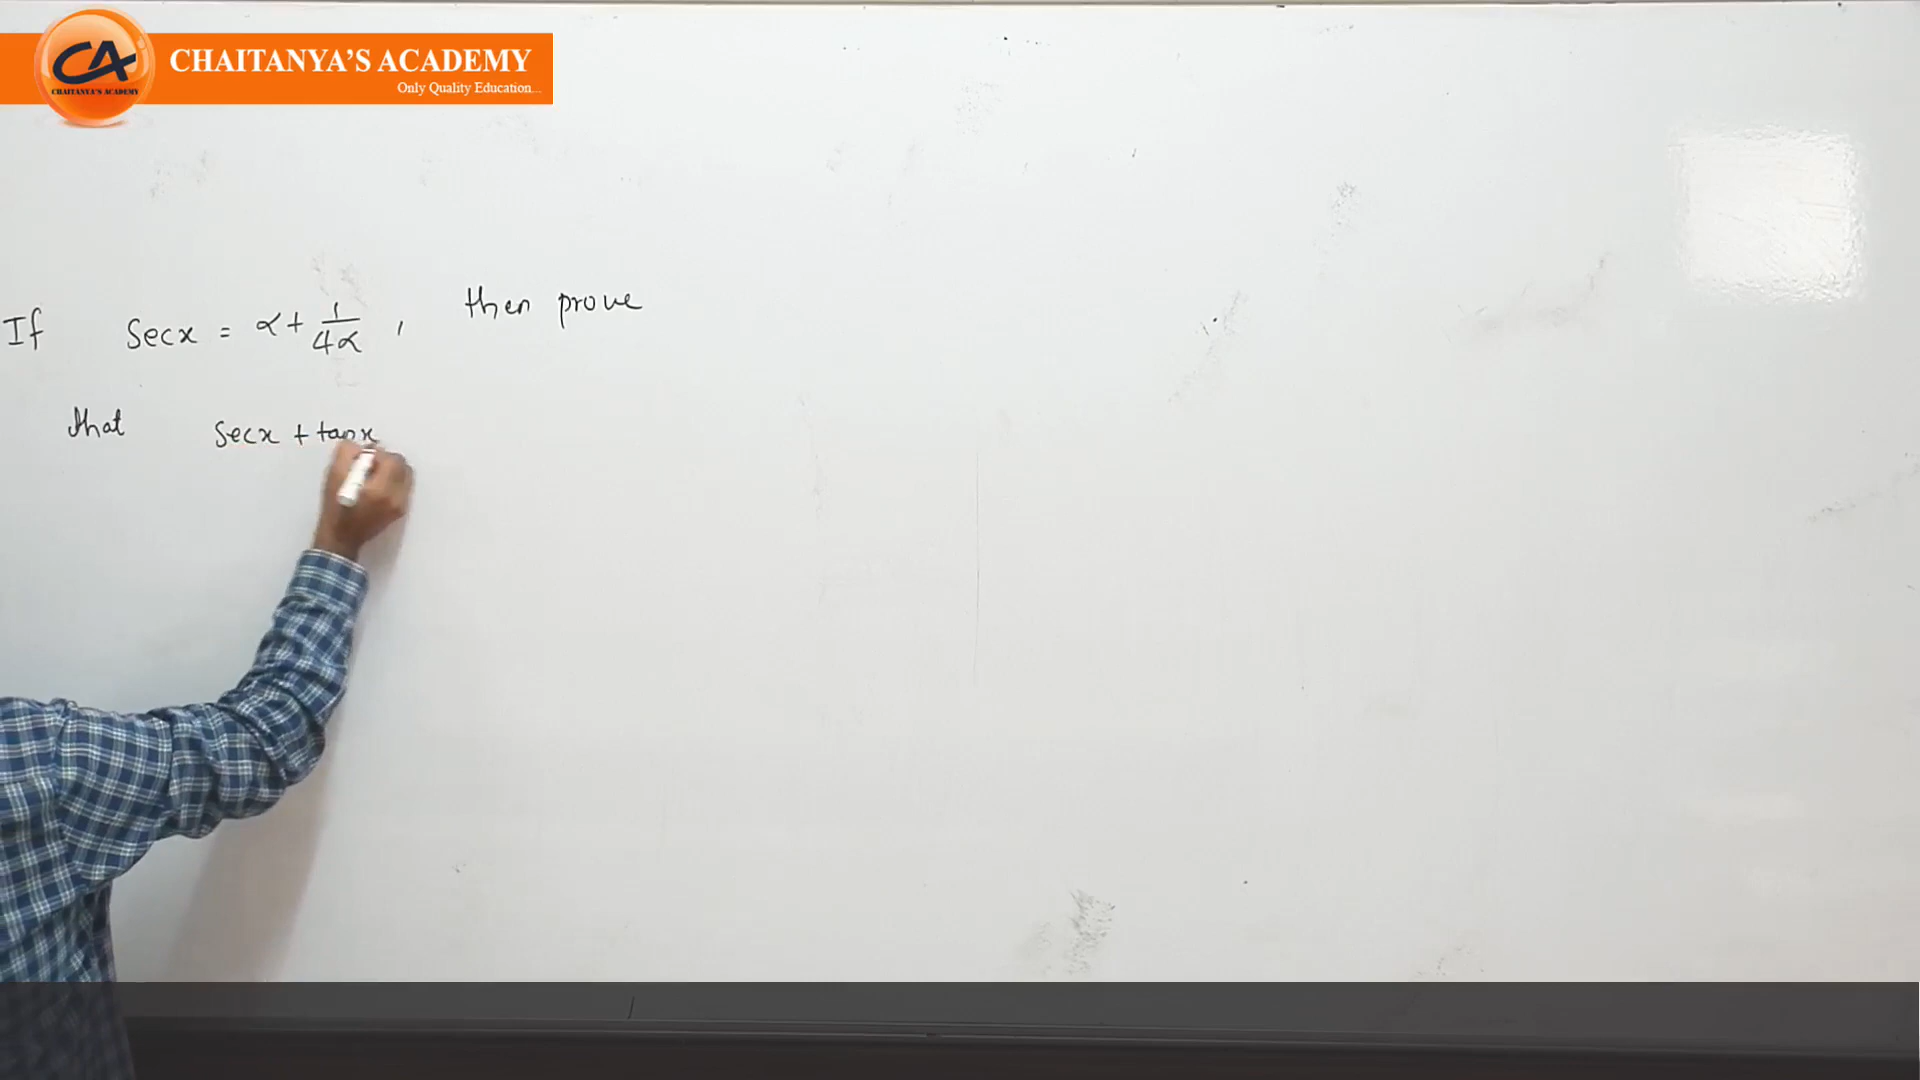 CA
CHAITANYA'S ACADEMY
CHAITANYA'S ACADEMY
Only Quality Education...
If secx = α + 1/4α , then prove
that secx + tanx